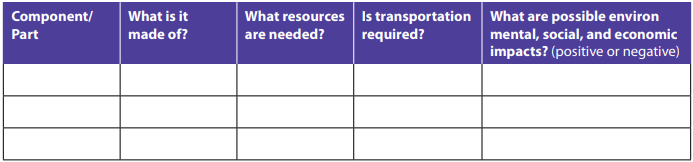 Component/
Part
What is it
made of?
What resources
are needed?
Is transportation
required?
What are possible environ
mental, social, and economic
impacts? (positive or negative)